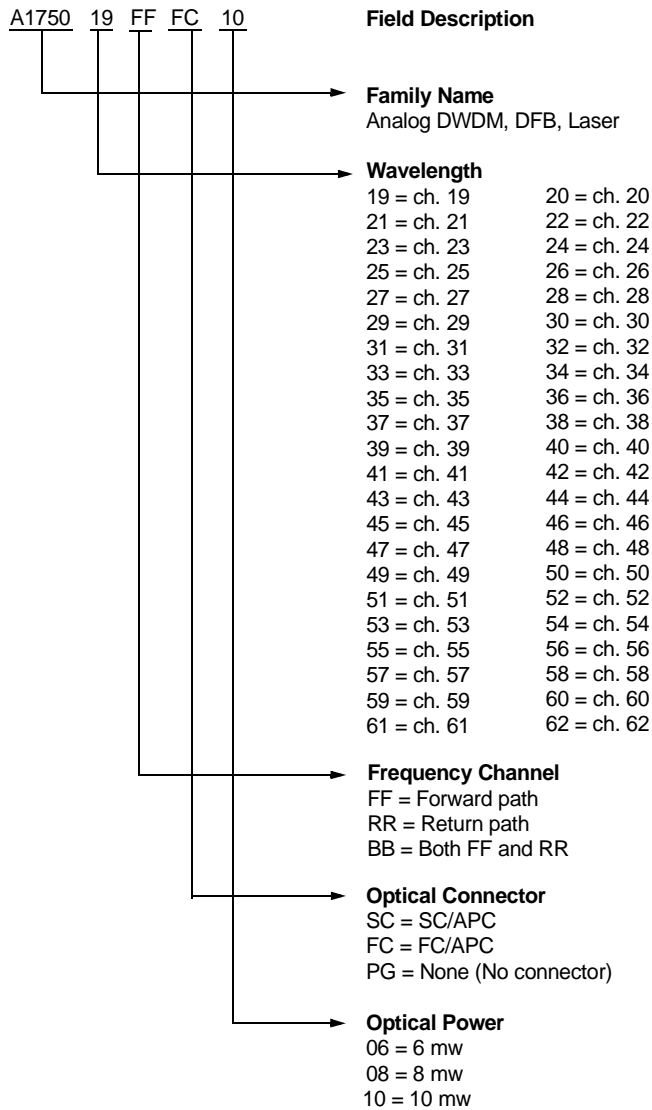 A1750 19 FF FC 10 Field Description
Family Name
Analog DWDM, DFB, Laser
Wavelength
19 = ch. 19 20 = ch. 20
21 = ch. 21 22 = ch. 22
23 = ch. 23 24 = ch. 24
25 = ch. 25 26 = ch. 26
27 = ch. 27 28 = ch. 28
29 = ch. 29 30 = ch. 30
31 = ch. 31 32 = ch. 32
33 = ch. 33 34 = ch. 34
35 = ch. 35 36 = ch. 36
37 = ch. 37 38 = ch. 38
39 = ch. 39 40 = ch. 40
41 = ch. 41 42 = ch. 42
43 = ch. 43 44 = ch. 44
45 = ch. 45 46 = ch. 46
47 = ch. 47 48 = ch. 48
49 = ch. 49 50 = ch. 50
51 = ch. 51 52 = ch. 52
53 = ch. 53 54 = ch. 54
55 = ch. 55 56 = ch. 56
57 = ch. 57 58 = ch. 58
59 = ch. 59 60 = ch. 60
61 = ch. 61 62 = ch. 62
Frequency Channel
FF = Forward path
RR = Return path
BB = Both FF and RR
Optical Connector
SC = SC/APC
FC = FC/APC
PG = None (No connector)
Optical Power
06 = 6 mw
08 = 8 mw
10 = 10 mw